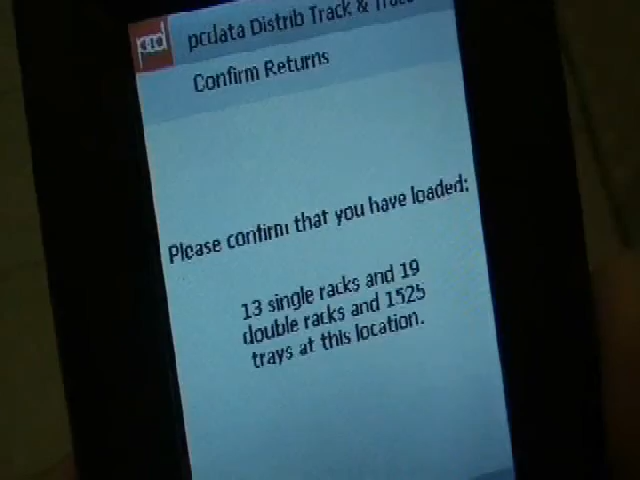 pcdata Distrib Track & Trace
Confirm Returns
Please confirm that you have loaded:
13 single racks and 19
double racks and 1525
trays at this location.